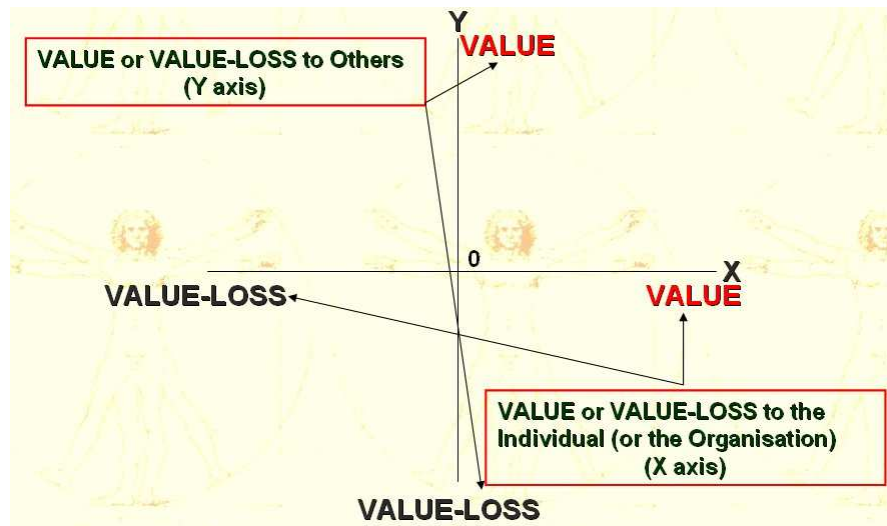 Y
VALUE
VALUE or VALUE-LOSS to Others
(Y axis)
0
X
VALUE-LOSS
VALUE
VALUE or VALUE-LOSS to the
Individual (or the Organisation)
(X axis)
VALUE-LOSS